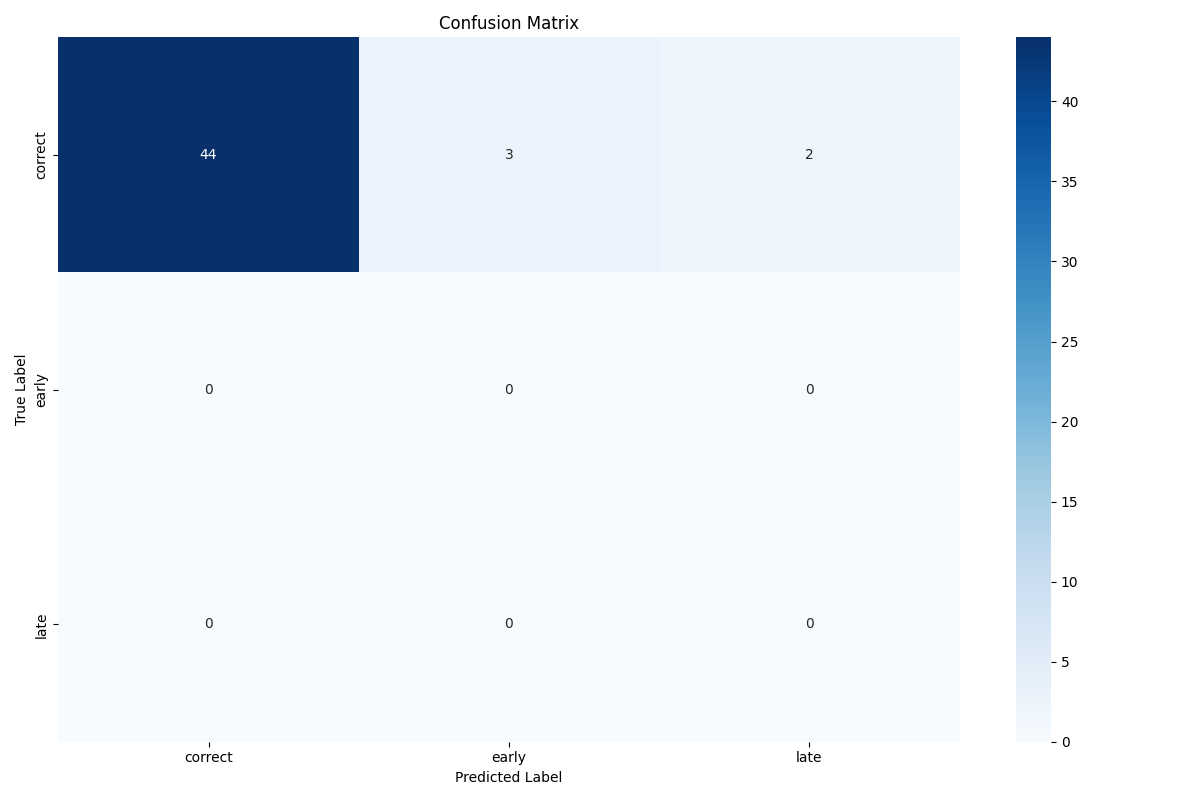 Confusion Matrix
True Label
correct
44 3 2
early
0 0 0
late
0 0 0
correct early late
Predicted Label
40
35
30
25
20
15
10
5
0